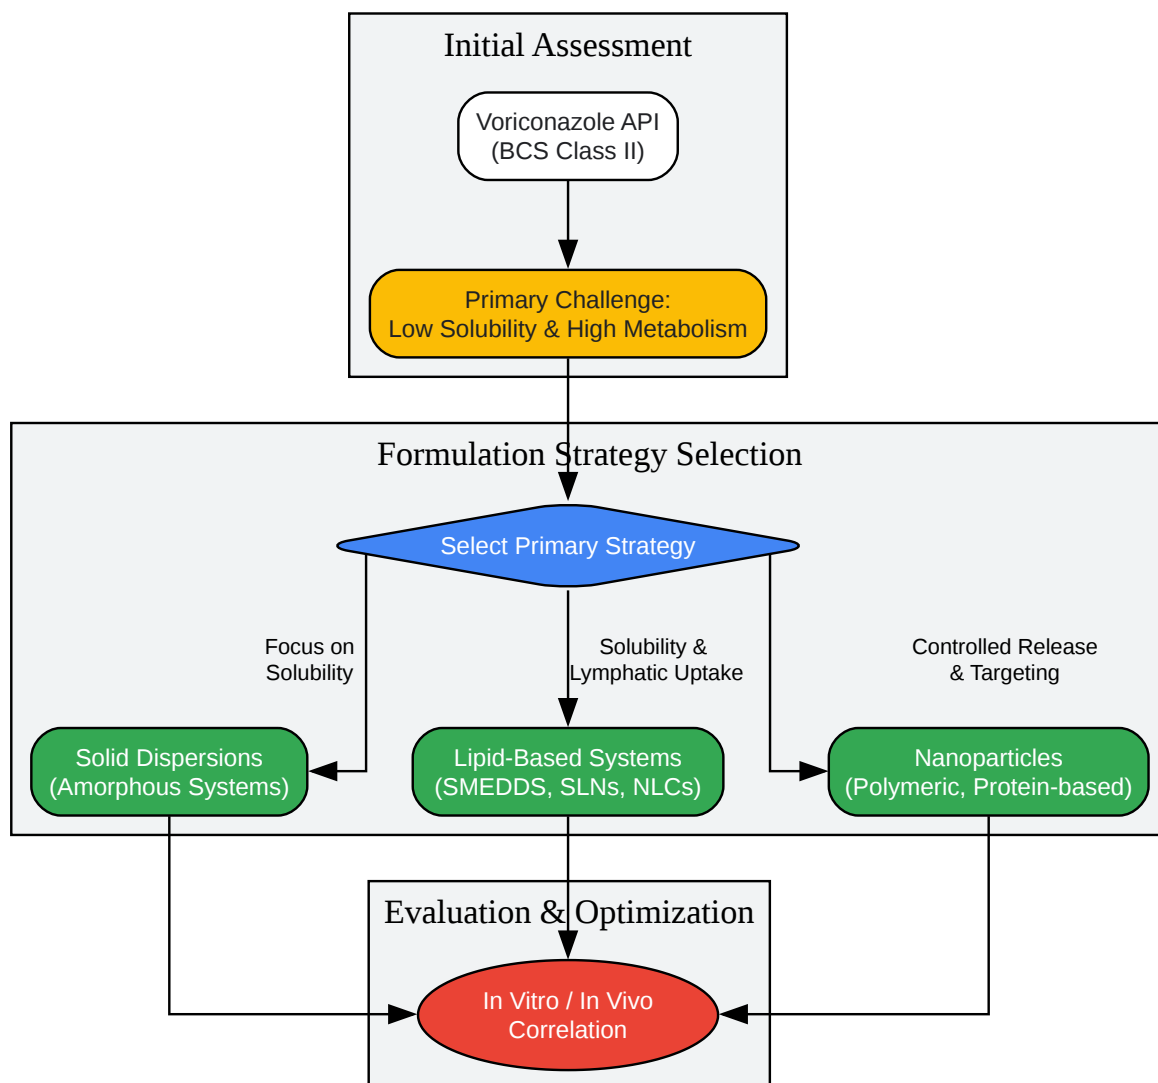 Initial Assessment
Voriconazole API
(BCS Class II)
Primary Challenge:
Low Solubility & High Metabolism
Formulation Strategy Selection
Select Primary Strategy
Focus on
Solubility
Solubility &
Lymphatic Uptake
Controlled Release
& Targeting
Solid Dispersions
(Amorphous Systems)
Lipid-Based Systems
(SMEDDS, SLNs, NLCs)
Nanoparticles
(Polymeric, Protein-based)
Evaluation & Optimization
In Vitro / In Vivo
Correlation